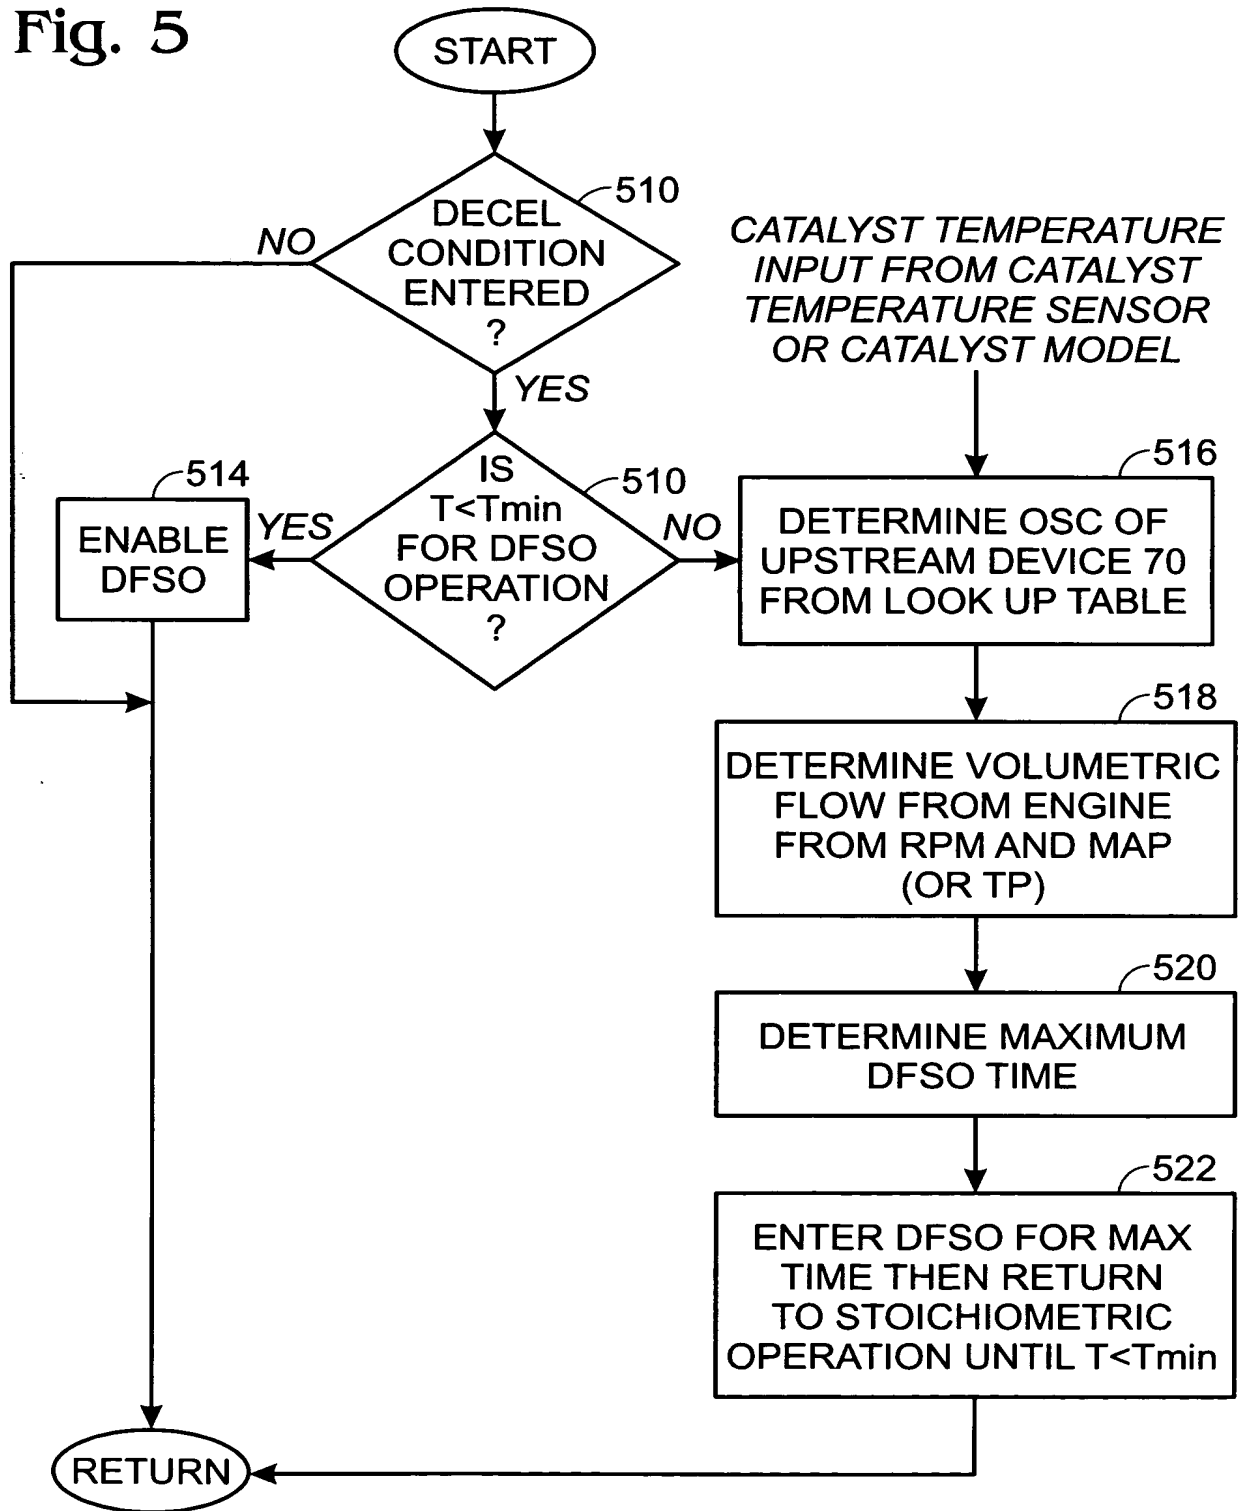 Fig. 5
START
510
DECEL
CONDITION
ENTERED
?
NO
YES
CATALYST TEMPERATURE
INPUT FROM CATALYST
TEMPERATURE SENSOR
OR CATALYST MODEL
510
IS
T<Tmin
FOR DFSO
OPERATION
?
YES
NO
514
ENABLE
DFSO
516
DETERMINE OSC OF
UPSTREAM DEVICE 70
FROM LOOK UP TABLE
518
DETERMINE VOLUMETRIC
FLOW FROM ENGINE
FROM RPM AND MAP
(OR TP)
520
DETERMINE MAXIMUM
DFSO TIME
522
ENTER DFSO FOR MAX
TIME THEN RETURN
TO STOICHIOMETRIC
OPERATION UNTIL T<Tmin
RETURN